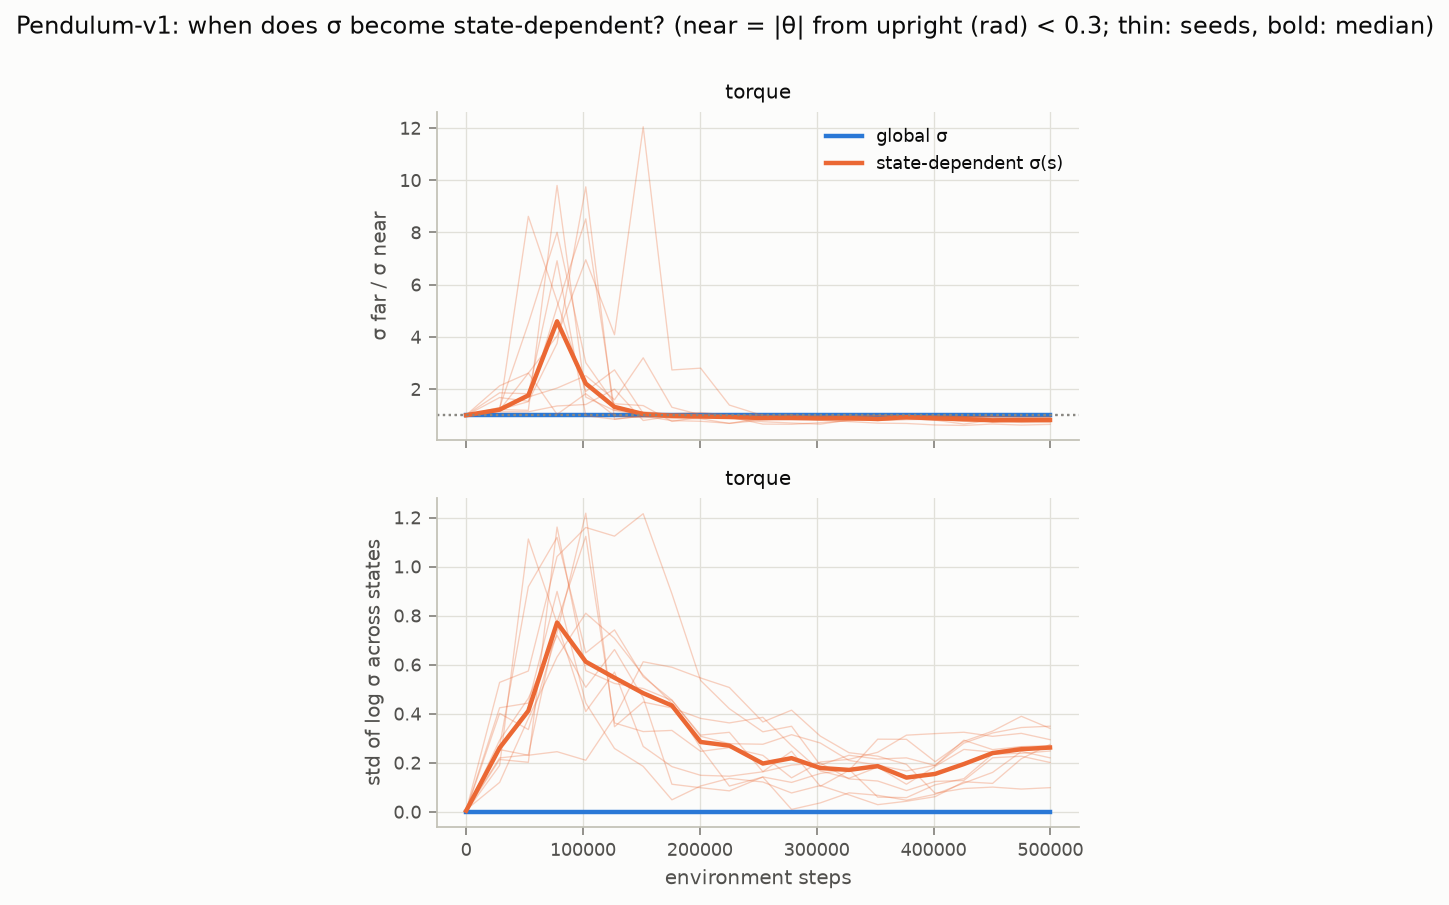 Pendulum-v1: when does σ become state-dependent? (near = |θ| from upright (rad) < 0.3; thin: seeds, bold: median)
torque
12
10
8
6
4
2
σ far / σ near
global σ
state-dependent σ(s)
torque
1.2
1.0
0.8
0.6
0.4
0.2
0.0
std of log σ across states
0
100000
200000
300000
400000
500000
environment steps